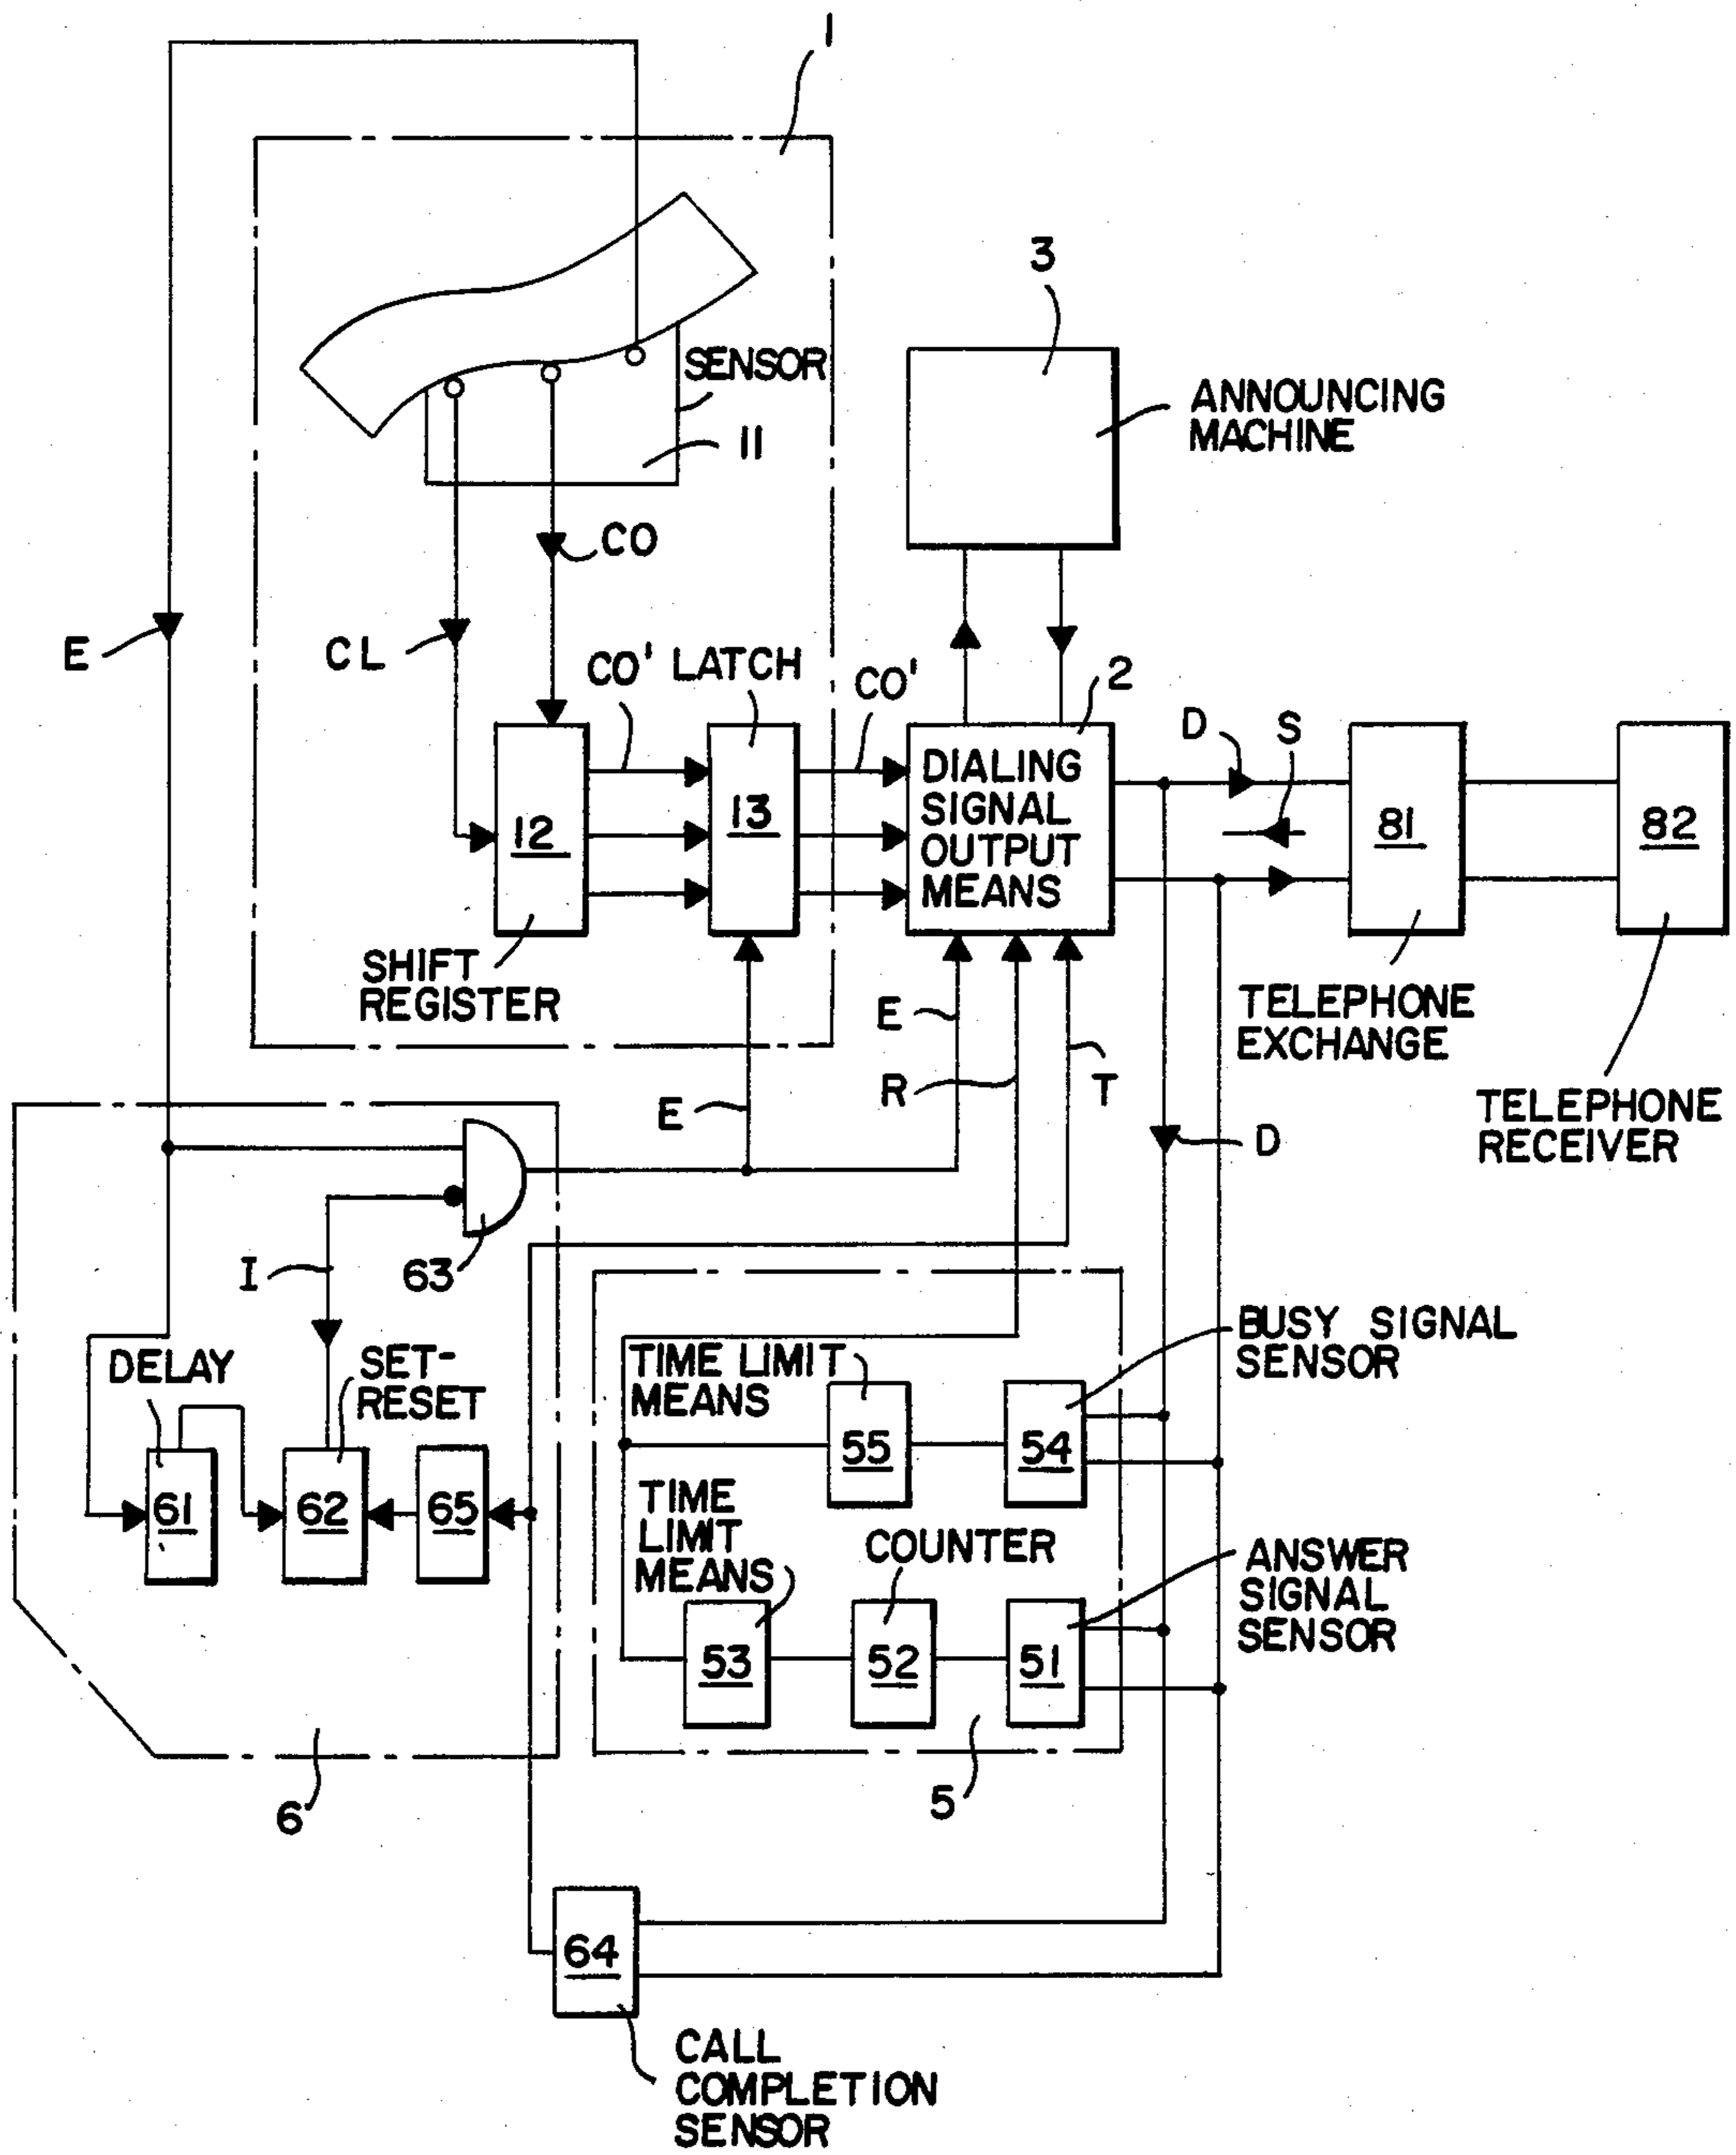 1
3
SENSOR
ANNOUNCING
MACHINE
11
CO
E
CL
CO' LATCH
CO'
2
D
S
DIALING
SIGNAL
OUTPUT
MEANS
12
13
81
82
SHIFT
REGISTER
E
TELEPHONE
EXCHANGE
R
T
E
TELEPHONE
RECEIVER
D
I
63
BUSY SIGNAL
SENSOR
DELAY
SET-
RESET
TIME LIMIT
MEANS
55
54
61
62
65
TIME
LIMIT
MEANS
COUNTER
ANSWER
SIGNAL
SENSOR
53
52
51
5
6
64
CALL
COMPLETION
SENSOR